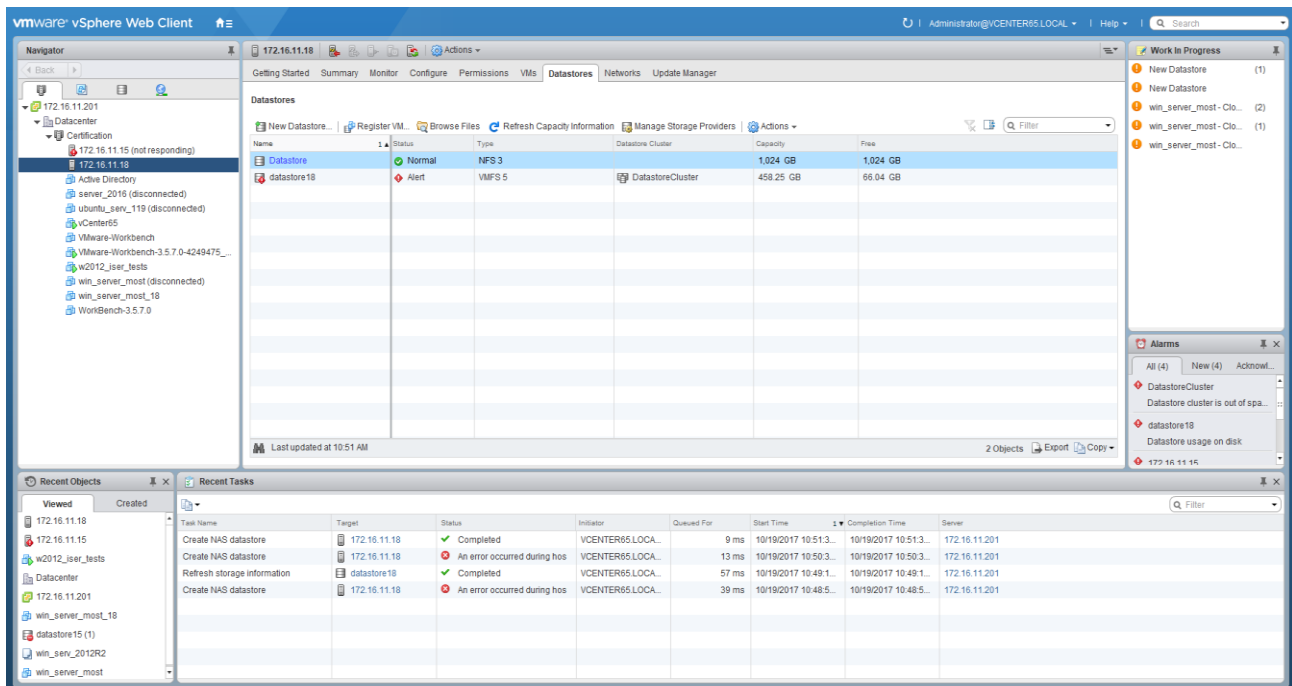 vmware vSphere Web Client
Administrator@VCENTER65.LOCAL Help Search
Navigator
Back
172.16.11.201
Datacenter
Certification
172.16.11.15 (not responding)
172.16.11.18
Active Directory
server_2016 (disconnected)
ubuntu_serv_119 (disconnected)
vCenter65
VMware-Workbench
VMware-Workbench-3.5.7.0-4249475_...
w2012_iser_tests
win_server_most (disconnected)
win_server_most_18
WorkBench-3.5.7.0
172.16.11.18 Actions
Getting Started Summary Monitor Configure Permissions VMs Datastores Networks Update Manager
Datastores
New Datastore... Register VM... Browse Files Refresh Capacity Information Manage Storage Providers Actions Filter
Name 1 Status Type Datastore Cluster Capacity Free
Datastore Normal NFS 3 1,024 GB 1,024 GB
datastore18 Alert VMFS 5 DatastoreCluster 458.25 GB 66.04 GB
Last updated at 10:51 AM 2 Objects Export Copy
Work In Progress
New Datastore (1)
New Datastore
win_server_most - Clo... (2)
win_server_most - Clo... (1)
win_server_most - Clo...
Alarms
All (4) New (4) Acknowl...
DatastoreCluster
Datastore cluster is out of spa...
datastore18
Datastore usage on disk
172.16.11.15
Recent Objects
Viewed Created
172.16.11.18
172.16.11.15
w2012_iser_tests
Datacenter
172.16.11.201
win_server_most_18
datastore15 (1)
win_serv_2012R2
win_server_most
Recent Tasks
Filter
Task Name Target Status Initiator Queued For Start Time 1 Completion Time Server
Create NAS datastore 172.16.11.18 Completed VCENTER65.LOCA... 9 ms 10/19/2017 10:51:3... 10/19/2017 10:51:3... 172.16.11.201
Create NAS datastore 172.16.11.18 An error occurred during hos VCENTER65.LOCA... 13 ms 10/19/2017 10:50:3... 10/19/2017 10:50:3... 172.16.11.201
Refresh storage information datastore18 Completed VCENTER65.LOCA... 57 ms 10/19/2017 10:49:1... 10/19/2017 10:49:1... 172.16.11.201
Create NAS datastore 172.16.11.18 An error occurred during hos VCENTER65.LOCA... 39 ms 10/19/2017 10:48:5... 10/19/2017 10:48:5... 172.16.11.201